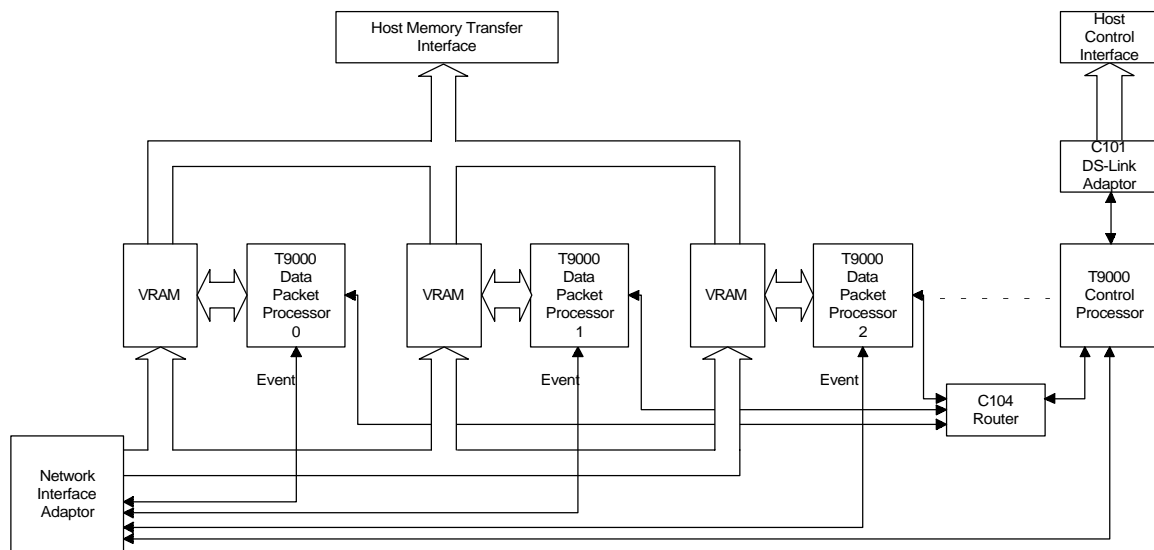 Host Memory Transfer
Interface
Host
Control
Interface
C101
DS-Link
Adaptor
VRAM
T9000
Data
Packet
Processor
0
VRAM
T9000
Data
Packet
Processor
1
VRAM
T9000
Data
Packet
Processor
2
T9000
Control
Processor
Event
Event
Event
C104
Router
Network
Interface
Adaptor